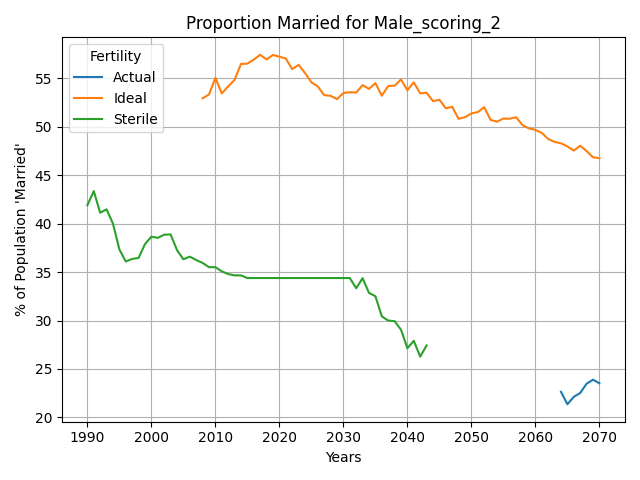 Proportion Married for Male_scoring_2
% of Population 'Married'
Fertility
Actual
Ideal
Sterile
55
50
45
40
35
30
25
20
1990 2000 2010 2020 2030 2040 2050 2060 2070
Years